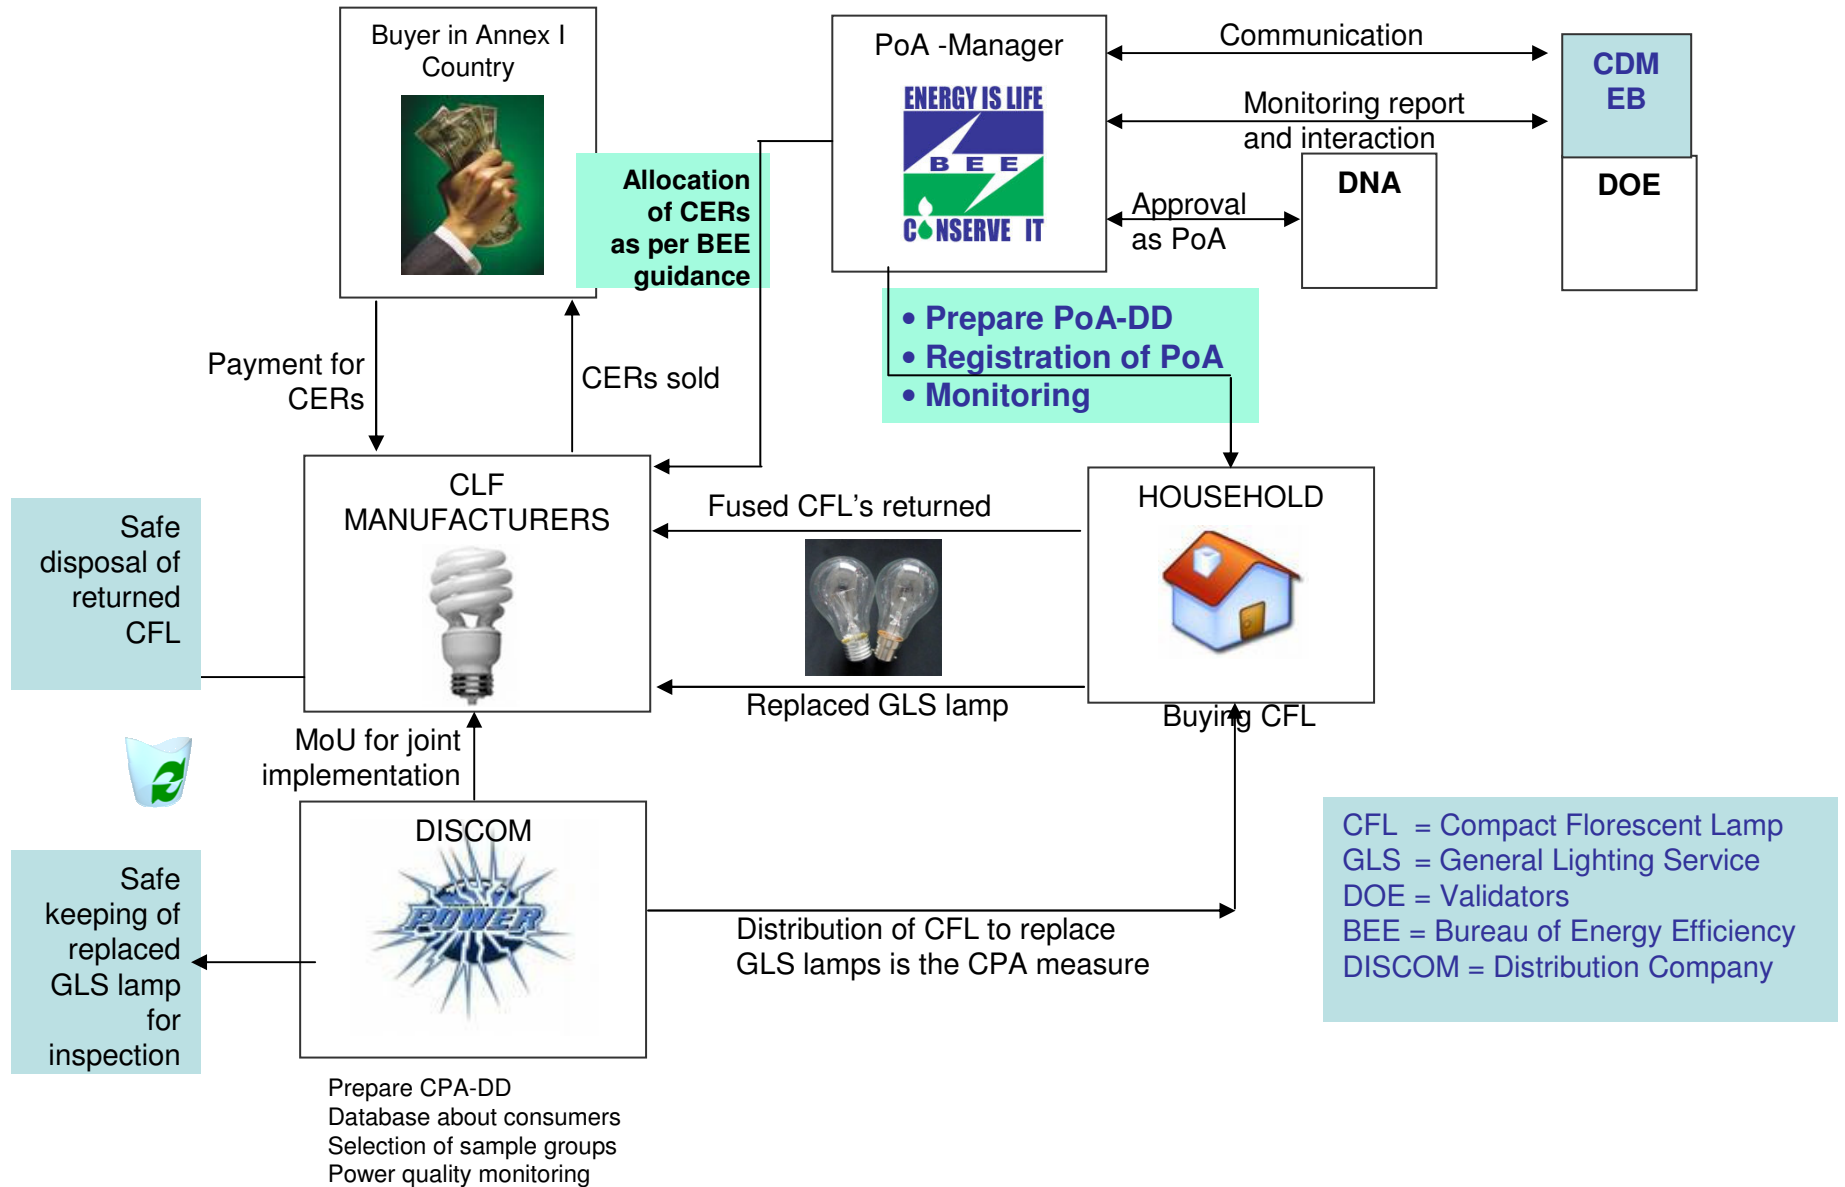 Buyer in Annex I
Country
PoA -Manager
ENERGY IS LIFE
BEE
CONSERVE IT
Communication
Monitoring report
and interaction
CDM
EB
DNA
DOE
Approval
as PoA
Allocation
of CERs
as per BEE
guidance
• Prepare PoA-DD
• Registration of PoA
• Monitoring
Payment for
CERs
CERs sold
CLF
MANUFACTURERS
Fused CFL's returned
HOUSEHOLD
Safe
disposal of
returned
CFL
Replaced GLS lamp
Buying CFL
MoU for joint
implementation
DISCOM
POWER
Safe
keeping of
replaced
GLS lamp
for
inspection
Distribution of CFL to replace
GLS lamps is the CPA measure
CFL = Compact Florescent Lamp
GLS = General Lighting Service
DOE = Validators
BEE = Bureau of Energy Efficiency
DISCOM = Distribution Company
Prepare CPA-DD
Database about consumers
Selection of sample groups
Power quality monitoring